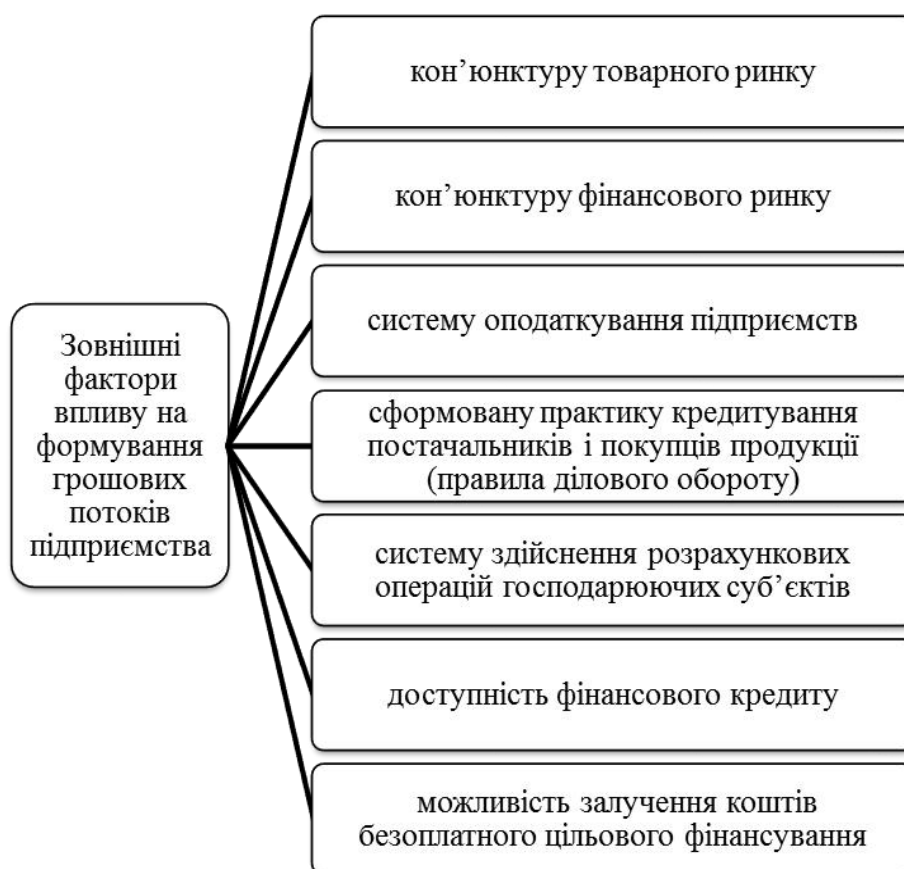 Зовнішні
фактори
впливу на
формування
грошових
потоків
підприємства
кон’юнктуру товарного ринку
кон’юнктуру фінансового ринку
систему оподаткування підприємств
сформовану практику кредитування
постачальників і покупців продукції
(правила ділового обороту)
систему здійснення розрахункових
операцій господарюючих суб’єктів
доступність фінансового кредиту
можливість залучення коштів
безоплатного цільового фінансування